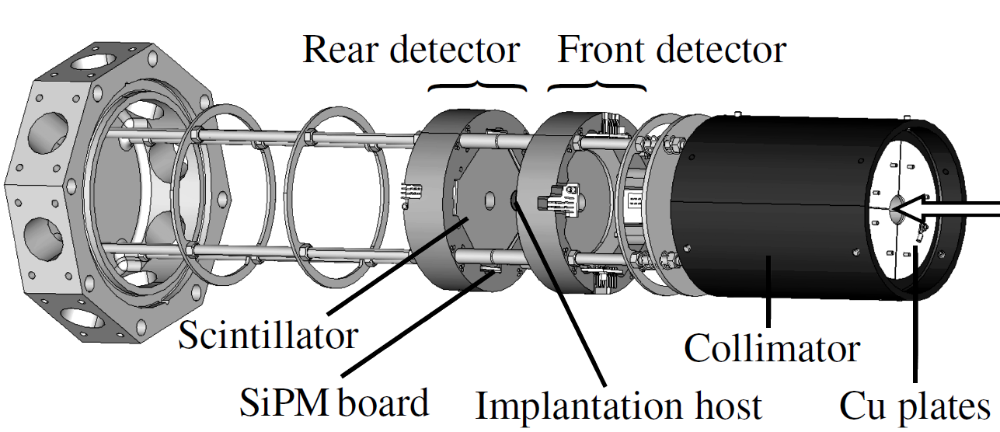 Rear detector
Front detector
Scintillator
Collimator
SiPM board
Implantation host
Cu plates